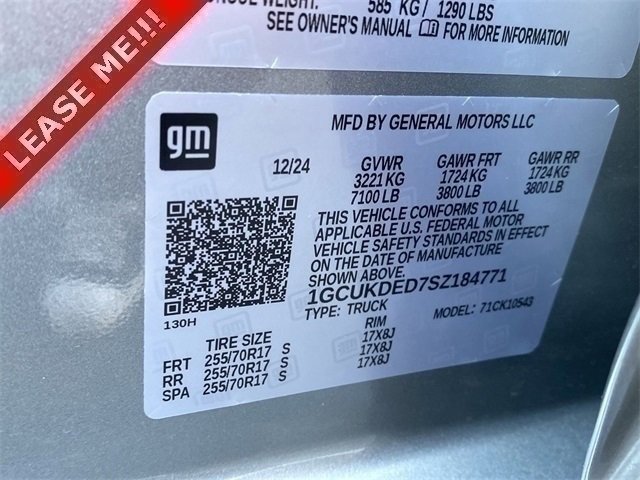 585 KG / 1290 LBS
SEE OWNER'S MANUAL FOR MORE INFORMATION
LEASE ME!!!
gm
MFD BY GENERAL MOTORS LLC
12/24 GVWR GAWR FRT GAWR RR
3221 KG 1724 KG 1724 KG
7100 LB 3800 LB 3800 LB
THIS VEHICLE CONFORMS TO ALL
APPLICABLE U.S. FEDERAL MOTOR
VEHICLE SAFETY STANDARDS IN EFFECT
ON THE DATE OF MANUFACTURE
SHOWN ABOVE.
1GCUKDED7SZ184771
TYPE: TRUCK MODEL: 71CK10543
130H
TIRE SIZE RIM
FRT 255/70R17 S 17X8J
RR 255/70R17 S 17X8J
SPA 255/70R17 S 17X8J